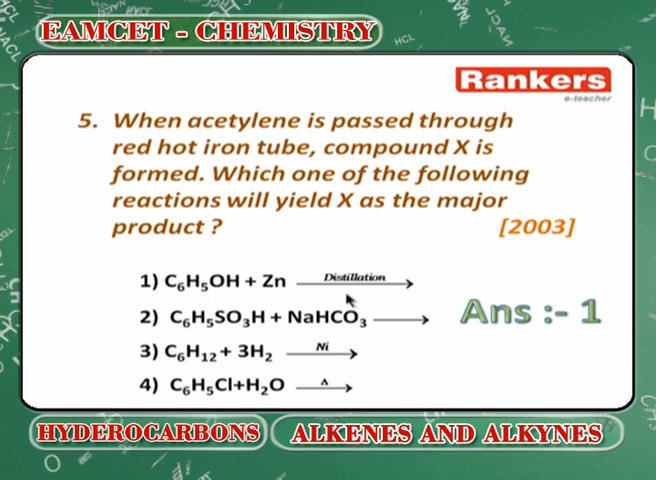 EAMCET - CHEMISTRY
Rankers
e-teacher
5. When acetylene is passed through
red hot iron tube, compound X is
formed. Which one of the following
reactions will yield X as the major
product ? [2003]
1) C₆H₅OH + Zn Distillation
2) C₆H₅SO₃H + NaHCO₃
3) C₆H₁₂ + 3H₂ Ni
4) C₆H₅Cl+H₂O Δ
Ans :- 1
HYDEROCARBONS ALKENES AND ALKYNES
HCL